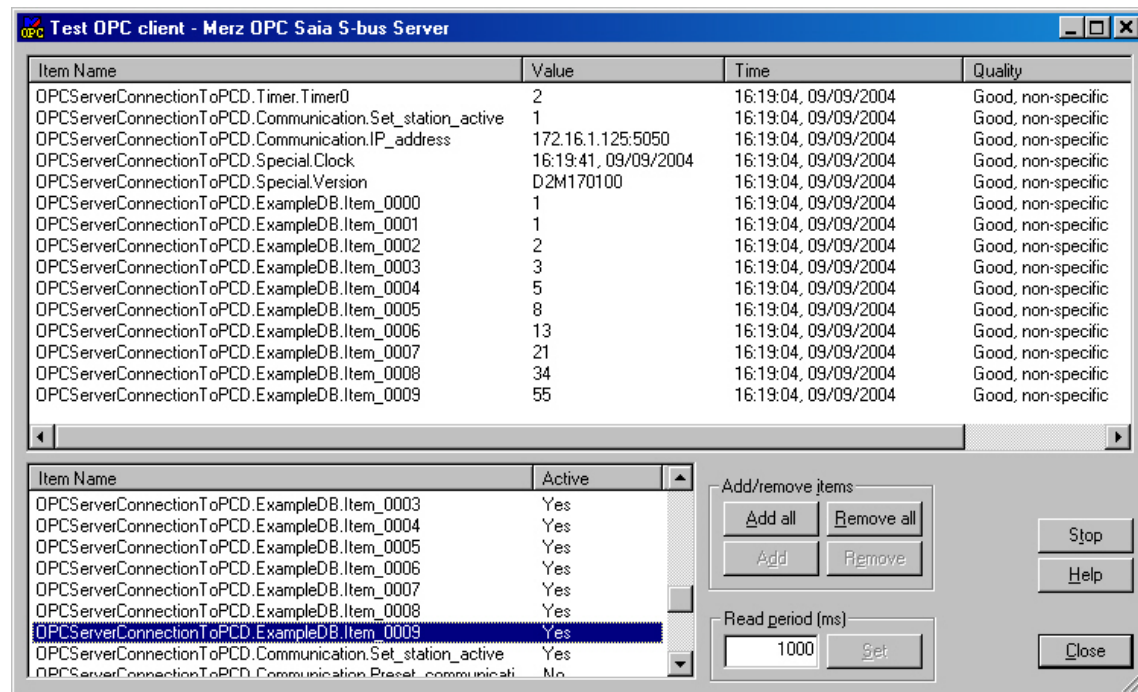 OPC Test OPC client - Merz OPC Saia S-bus Server
Item Name Value Time Quality
OPCServerConnectionToPCD.Timer.Timer0 2 16:19:04, 09/09/2004 Good, non-specific
OPCServerConnectionToPCD.Communication.Set_station_active 1 16:19:04, 09/09/2004 Good, non-specific
OPCServerConnectionToPCD.Communication.IP_address 172.16.1.125:5050 16:19:04, 09/09/2004 Good, non-specific
OPCServerConnectionToPCD.Special.Clock 16:19:41, 09/09/2004 16:19:04, 09/09/2004 Good, non-specific
OPCServerConnectionToPCD.Special.Version D2M170100 16:19:04, 09/09/2004 Good, non-specific
OPCServerConnectionToPCD.ExampleDB.Item_0000 1 16:19:04, 09/09/2004 Good, non-specific
OPCServerConnectionToPCD.ExampleDB.Item_0001 1 16:19:04, 09/09/2004 Good, non-specific
OPCServerConnectionToPCD.ExampleDB.Item_0002 2 16:19:04, 09/09/2004 Good, non-specific
OPCServerConnectionToPCD.ExampleDB.Item_0003 3 16:19:04, 09/09/2004 Good, non-specific
OPCServerConnectionToPCD.ExampleDB.Item_0004 5 16:19:04, 09/09/2004 Good, non-specific
OPCServerConnectionToPCD.ExampleDB.Item_0005 8 16:19:04, 09/09/2004 Good, non-specific
OPCServerConnectionToPCD.ExampleDB.Item_0006 13 16:19:04, 09/09/2004 Good, non-specific
OPCServerConnectionToPCD.ExampleDB.Item_0007 21 16:19:04, 09/09/2004 Good, non-specific
OPCServerConnectionToPCD.ExampleDB.Item_0008 34 16:19:04, 09/09/2004 Good, non-specific
OPCServerConnectionToPCD.ExampleDB.Item_0009 55 16:19:04, 09/09/2004 Good, non-specific
Item Name Active
OPCServerConnectionToPCD.ExampleDB.Item_0003 Yes
OPCServerConnectionToPCD.ExampleDB.Item_0004 Yes
OPCServerConnectionToPCD.ExampleDB.Item_0005 Yes
OPCServerConnectionToPCD.ExampleDB.Item_0006 Yes
OPCServerConnectionToPCD.ExampleDB.Item_0007 Yes
OPCServerConnectionToPCD.ExampleDB.Item_0008 Yes
OPCServerConnectionToPCD.ExampleDB.Item_0009 Yes
OPCServerConnectionToPCD.Communication.Set_station_active Yes
OPCServerConnectionToPCD.Communication.Preset_communicati... No
Add/remove items
Add all Remove all
Add Remove
Read period (ms)
1000 Set
Stop
Help
Close